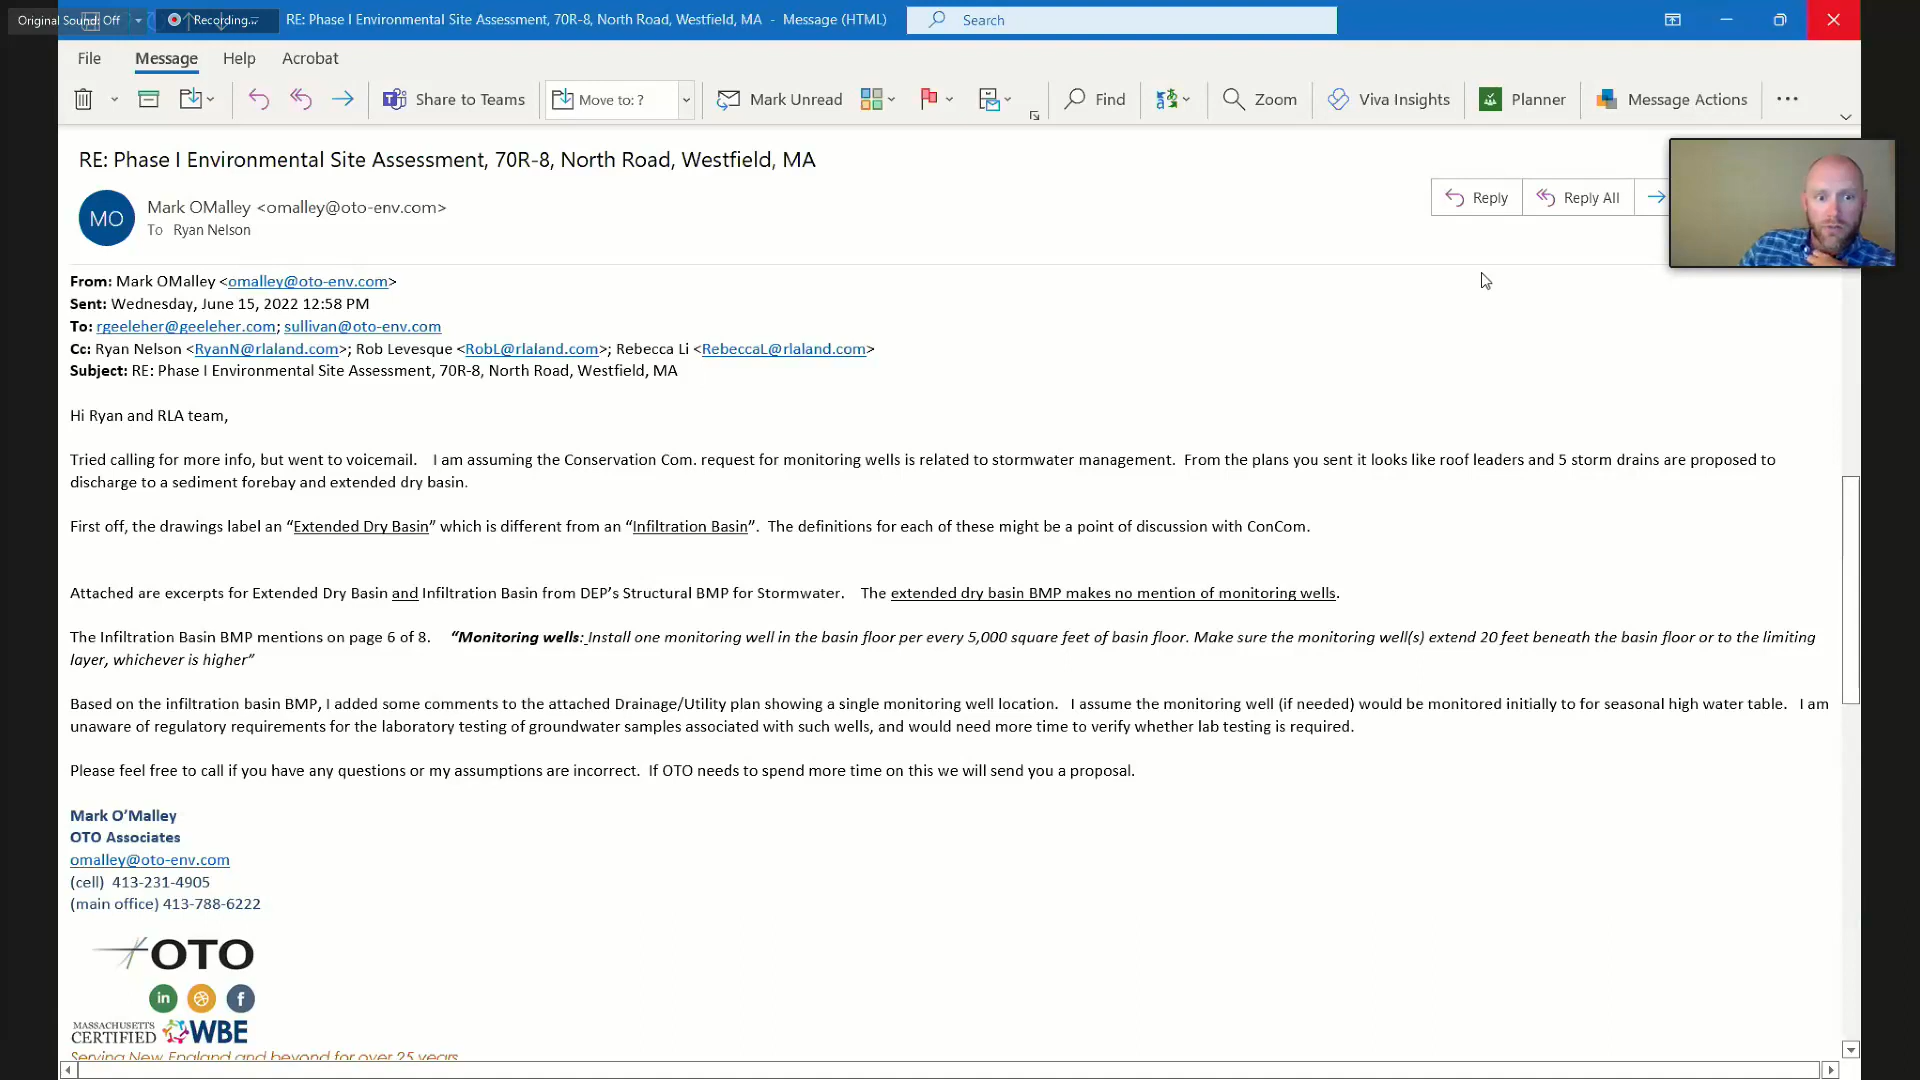 Original Sound: Off
Recording...
RE: Phase I Environmental Site Assessment, 70R-8, North Road, Westfield, MA - Message (HTML)
Search
File Message Help Acrobat
Share to Teams Move to: ? Mark Unread Find Zoom Viva Insights Planner Message Actions
RE: Phase I Environmental Site Assessment, 70R-8, North Road, Westfield, MA
MO
Mark OMalley <omalley@oto-env.com>
To Ryan Nelson
Reply Reply All
From: Mark OMalley <omalley@oto-env.com>
Sent: Wednesday, June 15, 2022 12:58 PM
To: rgeeleher@geeleher.com; sullivan@oto-env.com
Cc: Ryan Nelson <RyanN@rlaland.com>; Rob Levesque <RobL@rlaland.com>; Rebecca Li <RebeccaL@rlaland.com>
Subject: RE: Phase I Environmental Site Assessment, 70R-8, North Road, Westfield, MA
Hi Ryan and RLA team,
Tried calling for more info, but went to voicemail. I am assuming the Conservation Com. request for monitoring wells is related to stormwater management. From the plans you sent it looks like roof leaders and 5 storm drains are proposed to
discharge to a sediment forebay and extended dry basin.
First off, the drawings label an “Extended Dry Basin” which is different from an “Infiltration Basin”. The definitions for each of these might be a point of discussion with ConCom.
Attached are excerpts for Extended Dry Basin and Infiltration Basin from DEP’s Structural BMP for Stormwater. The extended dry basin BMP makes no mention of monitoring wells.
The Infiltration Basin BMP mentions on page 6 of 8. “Monitoring wells: Install one monitoring well in the basin floor per every 5,000 square feet of basin floor. Make sure the monitoring well(s) extend 20 feet beneath the basin floor or to the limiting
layer, whichever is higher”
Based on the infiltration basin BMP, I added some comments to the attached Drainage/Utility plan showing a single monitoring well location. I assume the monitoring well (if needed) would be monitored initially to for seasonal high water table. I am
unaware of regulatory requirements for the laboratory testing of groundwater samples associated with such wells, and would need more time to verify whether lab testing is required.
Please feel free to call if you have any questions or my assumptions are incorrect. If OTO needs to spend more time on this we will send you a proposal.
Mark O’Malley
OTO Associates
omalley@oto-env.com
(cell) 413-231-4905
(main office) 413-788-6222
OTO
in f
MASSACHUSETTS
CERTIFIED WBE
Serving New England and beyond for over 25 years